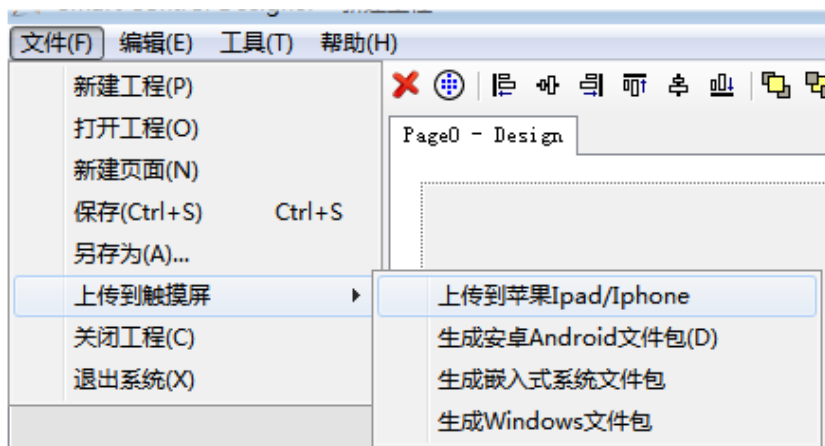 文件(F) 编辑(E) 工具(T) 帮助(H)
新建工程(P)
打开工程(O)
Page0 - Design
新建页面(N)
保存(Ctrl+S) Ctrl+S
另存为(A)...
上传到触摸屏
上传到苹果Ipad/Iphone
关闭工程(C)
生成安卓Android文件包(D)
退出系统(X)
生成嵌入式系统文件包
生成Windows文件包